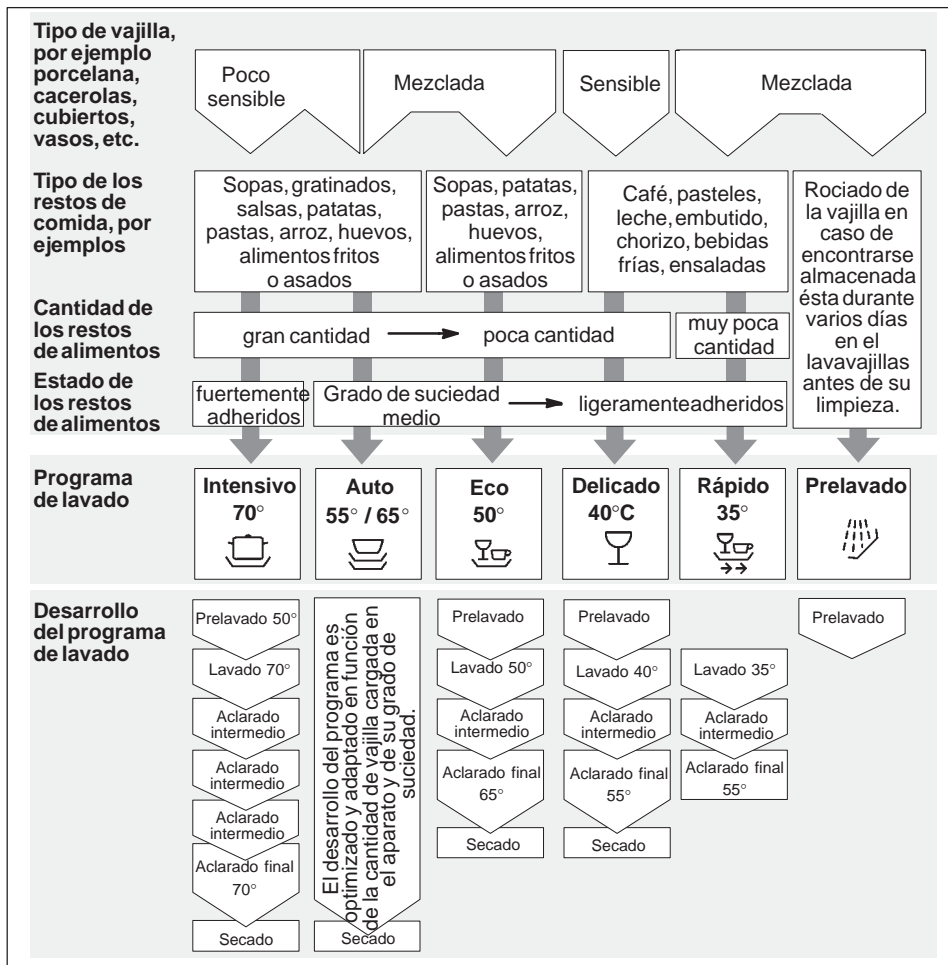 Tipo de vajilla,
por ejemplo
porcelana,
cacerolas,
cubiertos,
vasos, etc.
Poco
sensible
Mezclada
Sensible
Mezclada
Tipo de los
restos de
comida, por
ejemplos
Sopas, gratinados,
salsas, patatas,
pastas, arroz, huevos,
alimentos fritos
o asados
Sopas, patatas,
pastas, arroz,
huevos,
alimentos fritos
o asados
Café, pasteles,
leche, embutido,
chorizo, bebidas
frías, ensaladas
Rociado de
la vajilla en
caso de
encontrarse
almacenada
ésta durante
varios días
en el
lavavajillas
antes de su
limpieza.
Cantidad de
los restos
de alimentos
gran cantidad
poca cantidad
muy poca
cantidad
Estado de
los restos
de alimentos
fuertemente
adheridos
Grado de suciedad
medio
ligeramente adheridos
Programa
de lavado
Intensivo
70°
Auto
55° / 65°
Eco
50°
Delicado
40°C
Rápido
35°
Prelavado
Desarrollo
del programa
de lavado
Prelavado 50°
Lavado 70°
Aclarado
intermedio
Aclarado
intermedio
Aclarado
intermedio
Aclarado final
70°
Secado
El desarrollo del programa es
optimizado y adaptado en función
de la cantidad de vajilla cargada en
el aparato y de su grado de
suciedad.
Secado
Prelavado
Lavado 50°
Aclarado
intermedio
Aclarado final
65°
Secado
Prelavado
Lavado 40°
Aclarado
intermedio
Aclarado final
55°
Secado
Lavado 35°
Aclarado
intermedio
Aclarado final
55°
Prelavado